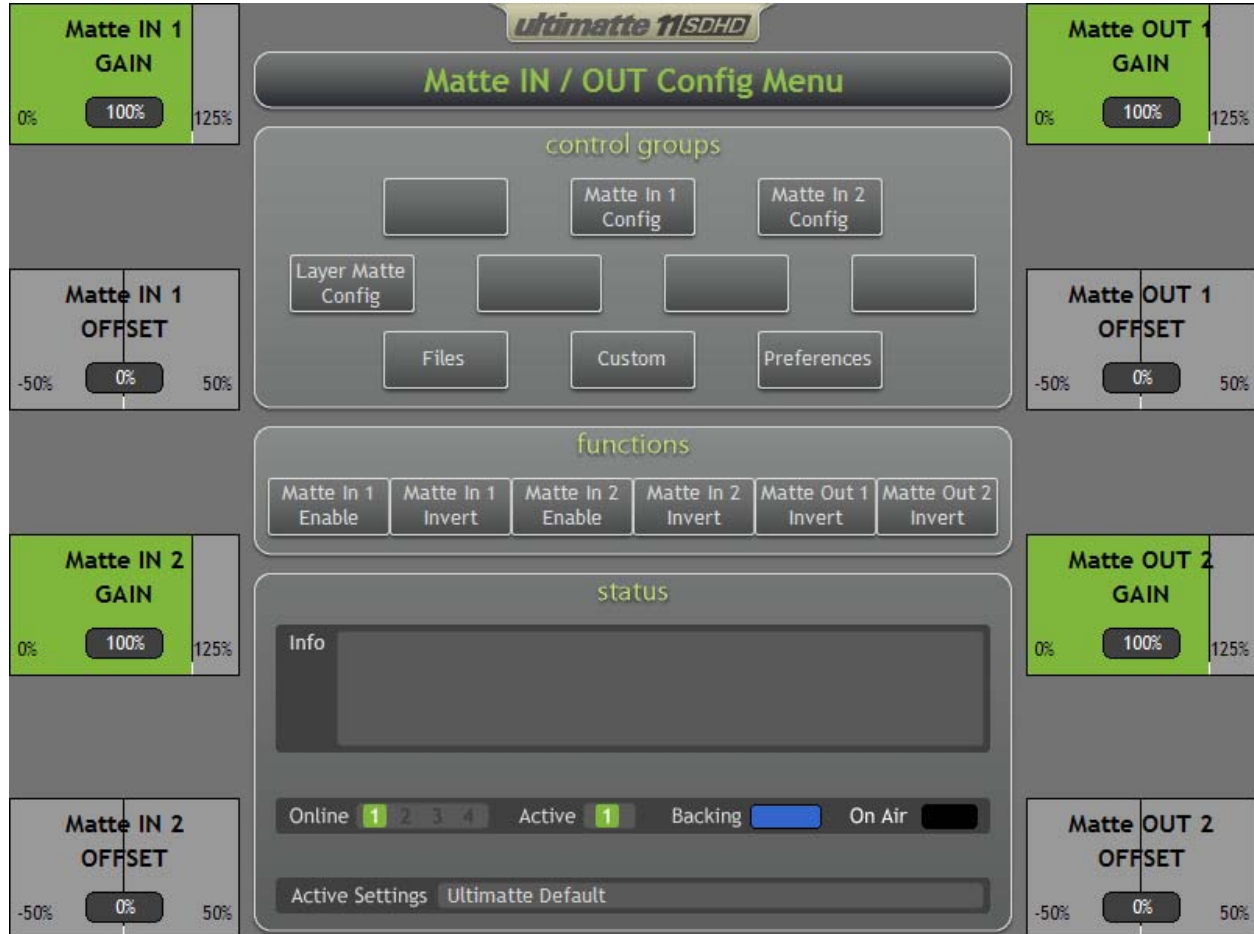 ultimatte 11 SDHD
Matte IN / OUT Config Menu
Matte IN 1
GAIN
100%
0%
125%
Matte IN 1
OFFSET
0%
-50%
50%
Matte IN 2
GAIN
100%
0%
125%
Matte IN 2
OFFSET
0%
-50%
50%
control groups
Matte In 1
Config
Matte In 2
Config
Layer Matte
Config
Files
Custom
Preferences
functions
Matte In 1
Enable
Matte In 1
Invert
Matte In 2
Enable
Matte In 2
Invert
Matte Out 1
Invert
Matte Out 2
Invert
status
Info
Online 1 2 3 4 Active 1 Backing On Air
Active Settings Ultimatte Default
Matte OUT 1
GAIN
100%
0%
125%
Matte OUT 1
OFFSET
0%
-50%
50%
Matte OUT 2
GAIN
100%
0%
125%
Matte OUT 2
OFFSET
0%
-50%
50%